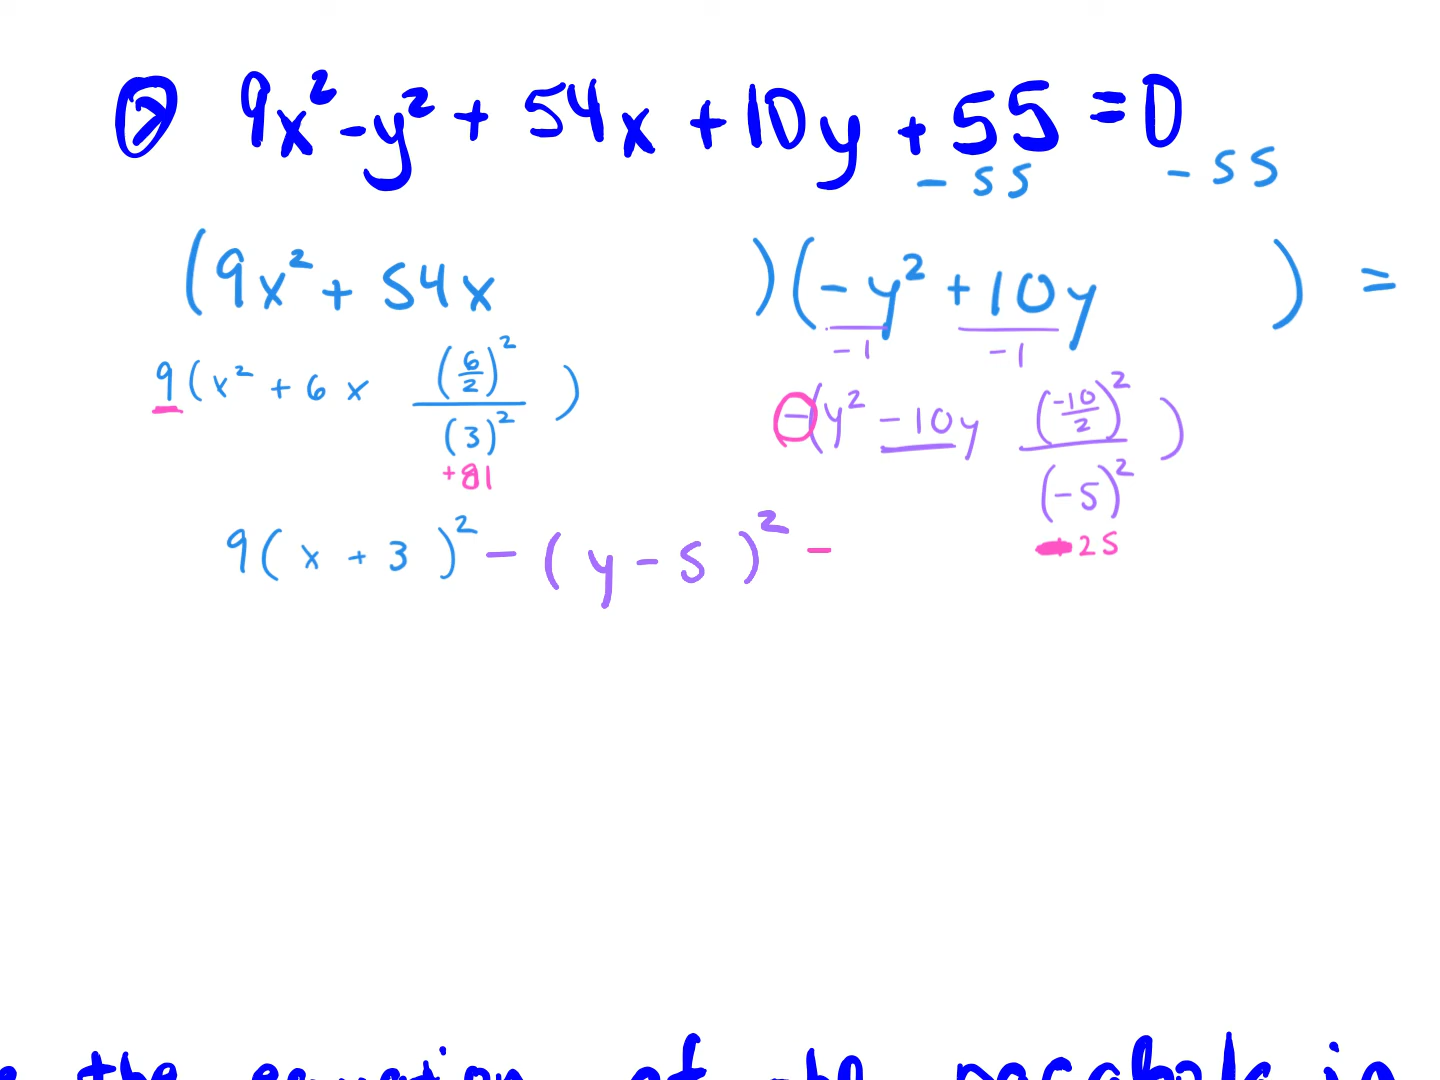 9x² - y² + 54x + 10y + 55 = 0
- 55 - 55
(9x² + 54x )(-y² + 10y ) =
-1 -1
9(x² + 6x (6/2)² ) -(y² - 10y (-10/2)² )
(3)² (-5)²
+81 25
9(x + 3)² - (y - 5)² -
the equation of the parabola in